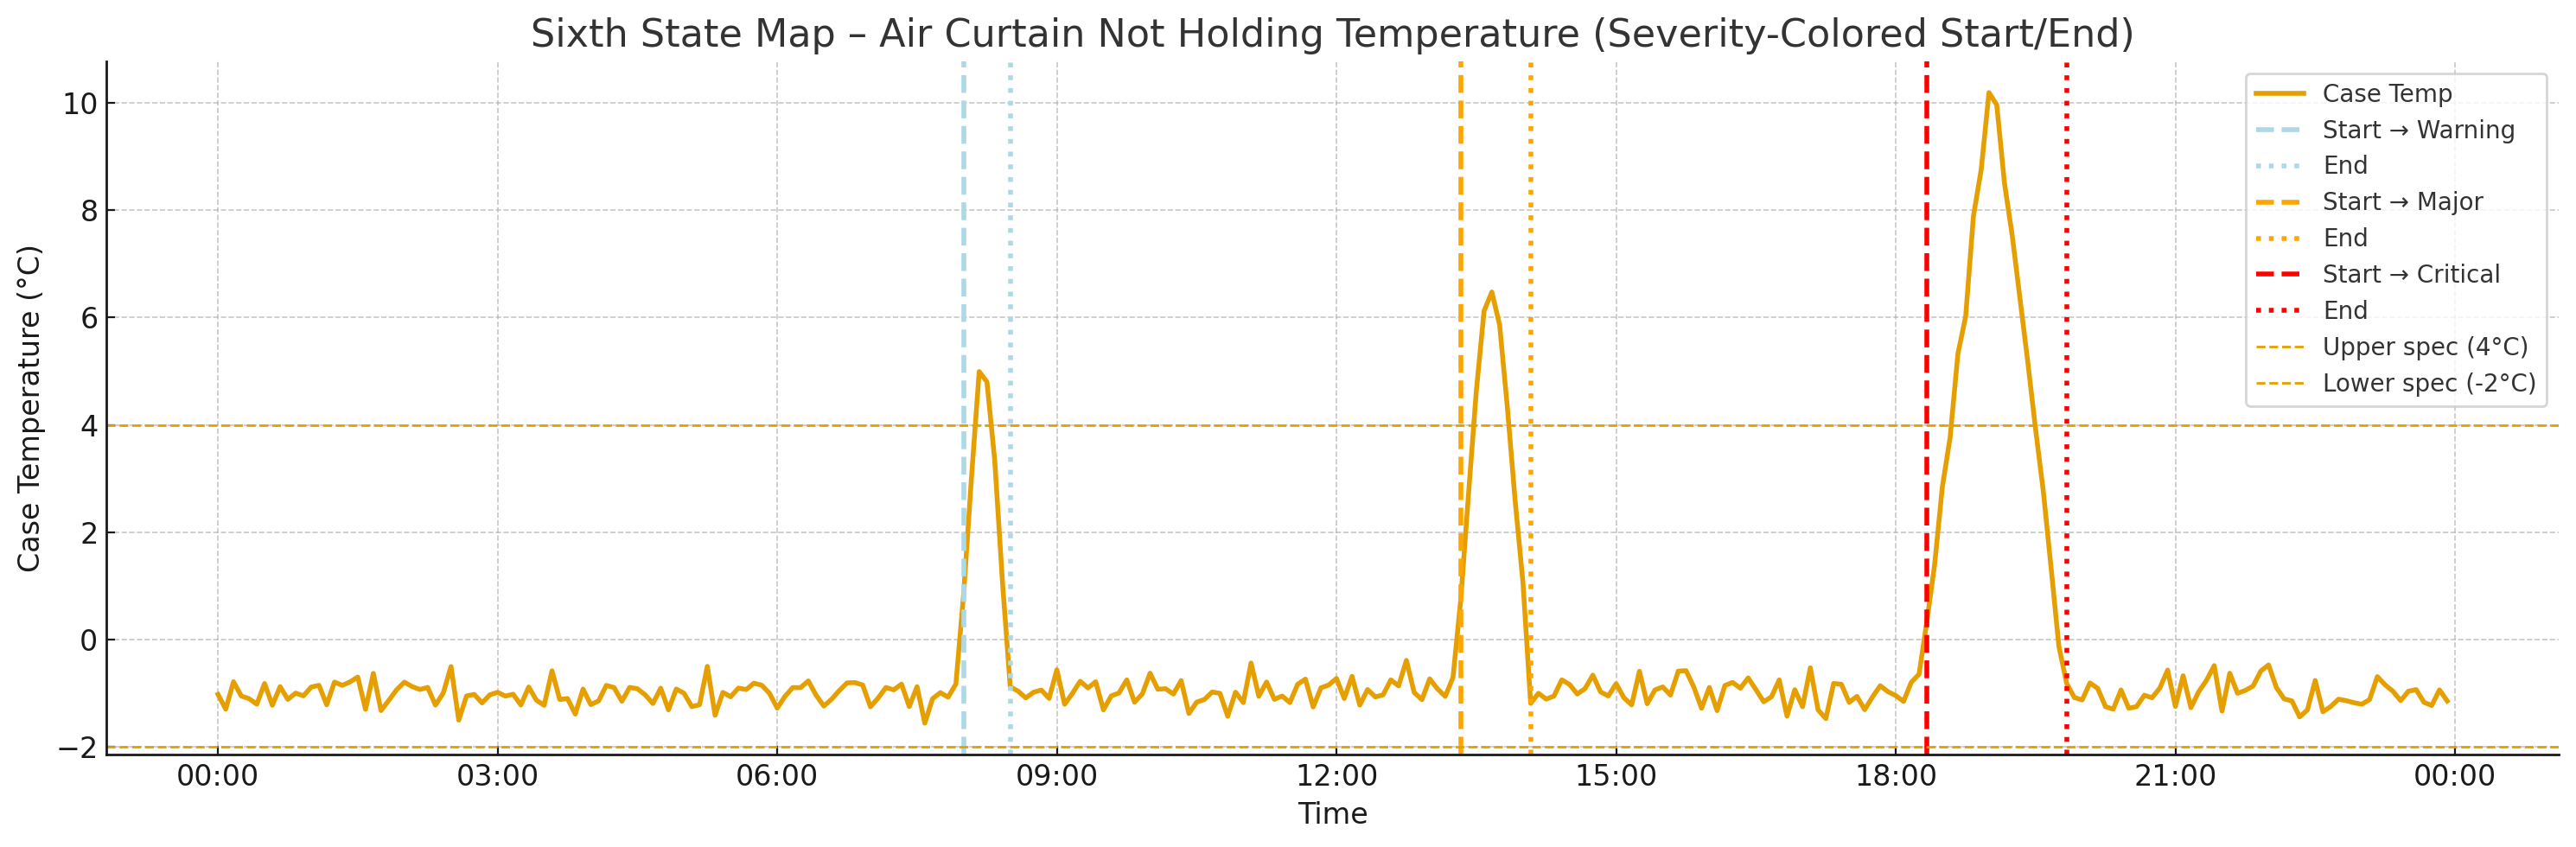 Sixth State Map – Air Curtain Not Holding Temperature (Severity-Colored Start/End)
Case Temperature (°C)
10
8
6
4
2
0
−2
Case Temp
Start → Warning
End
Start → Major
End
Start → Critical
End
Upper spec (4°C)
Lower spec (-2°C)
00:00
03:00
06:00
09:00
12:00
15:00
18:00
21:00
00:00
Time